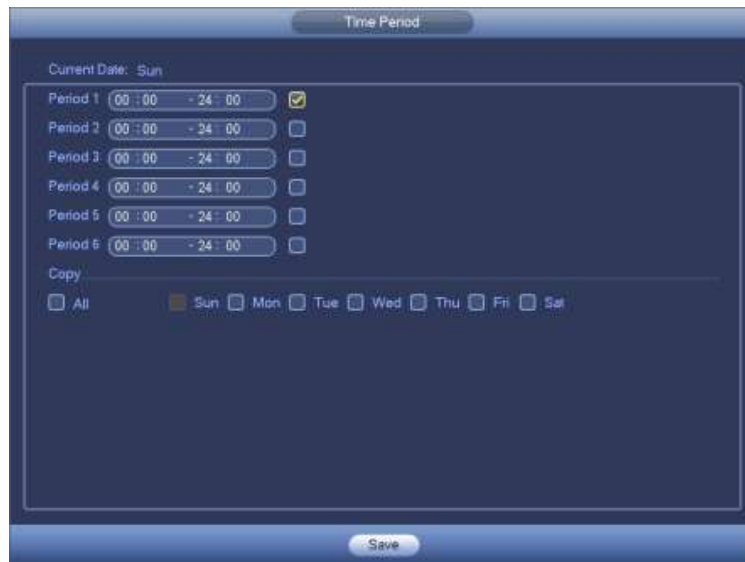 Time Period
Current Date: Sun
Period 1 00 : 00 - 24 : 00
Period 2 00 : 00 - 24 : 00
Period 3 00 : 00 - 24 : 00
Period 4 00 : 00 - 24 : 00
Period 5 00 : 00 - 24 : 00
Period 6 00 : 00 - 24 : 00
Copy
All Sun Mon Tue Wed Thu Fri Sat
Save